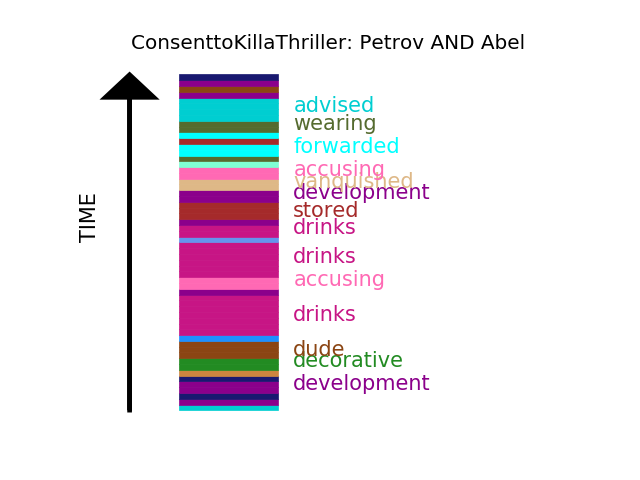 ConsenttoKillaThriller: Petrov AND Abel
TIME
advised
wearing
forwarded
accusing
vanquished
development
stored
drinks
drinks
accusing
drinks
dude
decorative
development